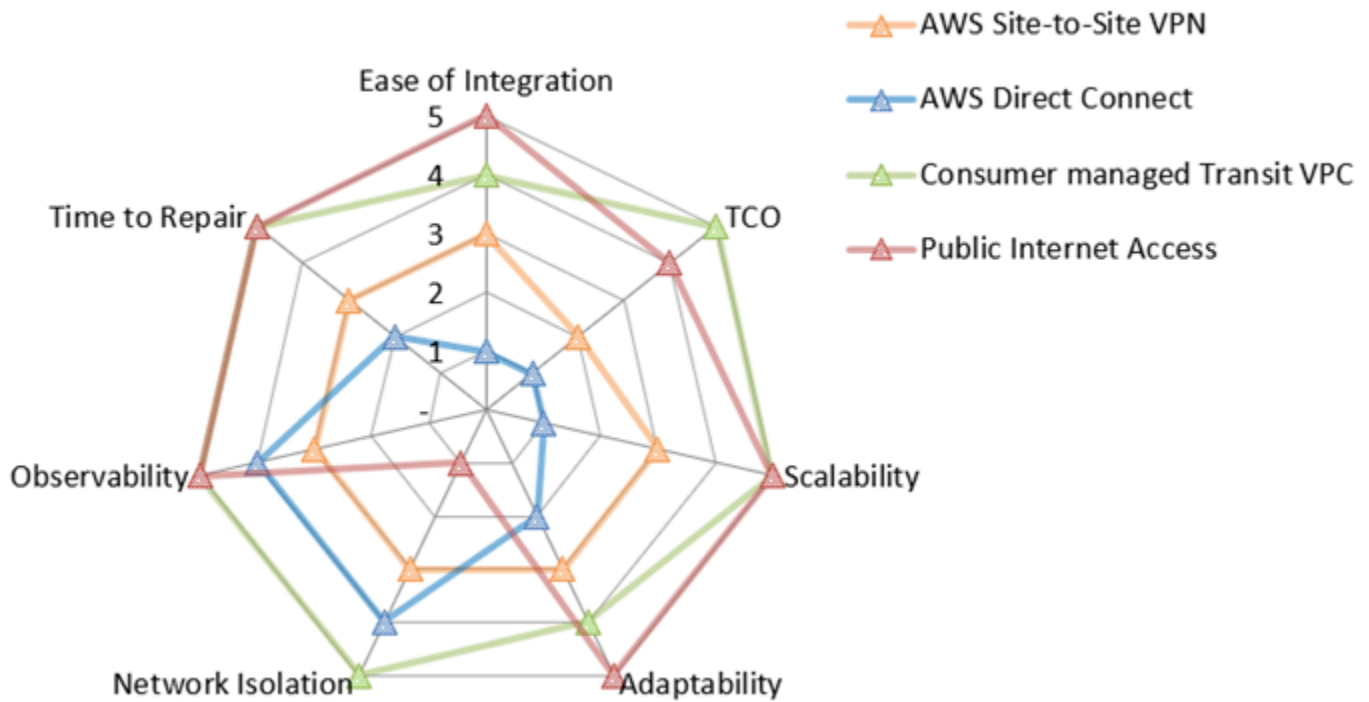 AWS Site-to-Site VPN
AWS Direct Connect
Consumer managed Transit VPC
Public Internet Access
Ease of Integration
5
4
3
2
1
-
TCO
Scalability
Adaptability
Network Isolation
Observability
Time to Repair